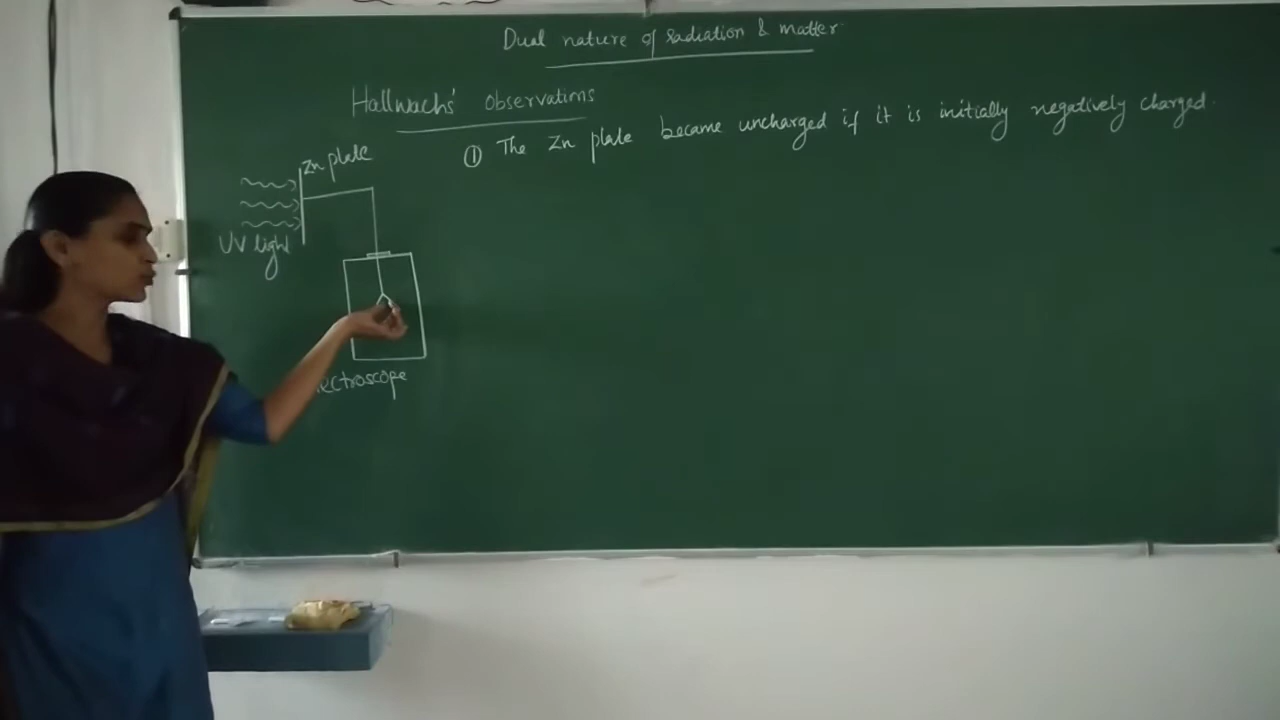 Dual nature of radiation & matter
Hallwachs' observations
① The Zn plate became uncharged if it is initially negatively charged.
Zn plate
UV light
ectroscope